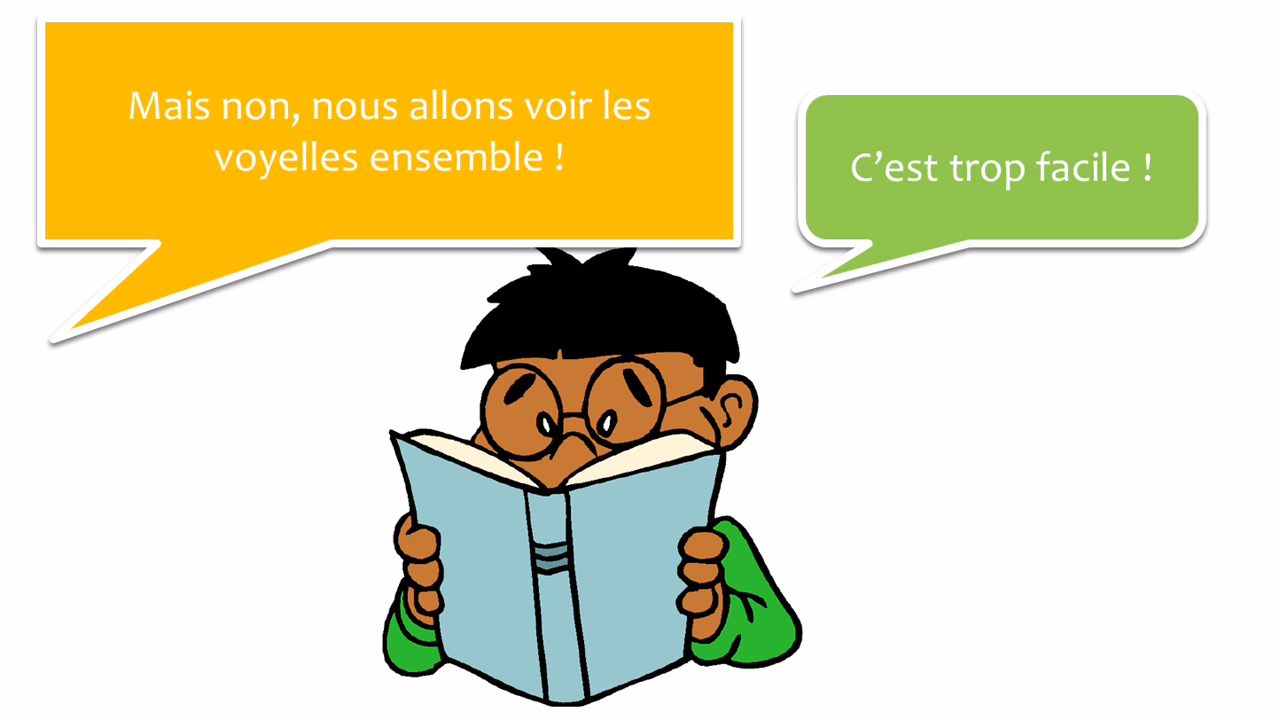 Mais non, nous allons voir les
voyelles ensemble !
C’est trop facile !